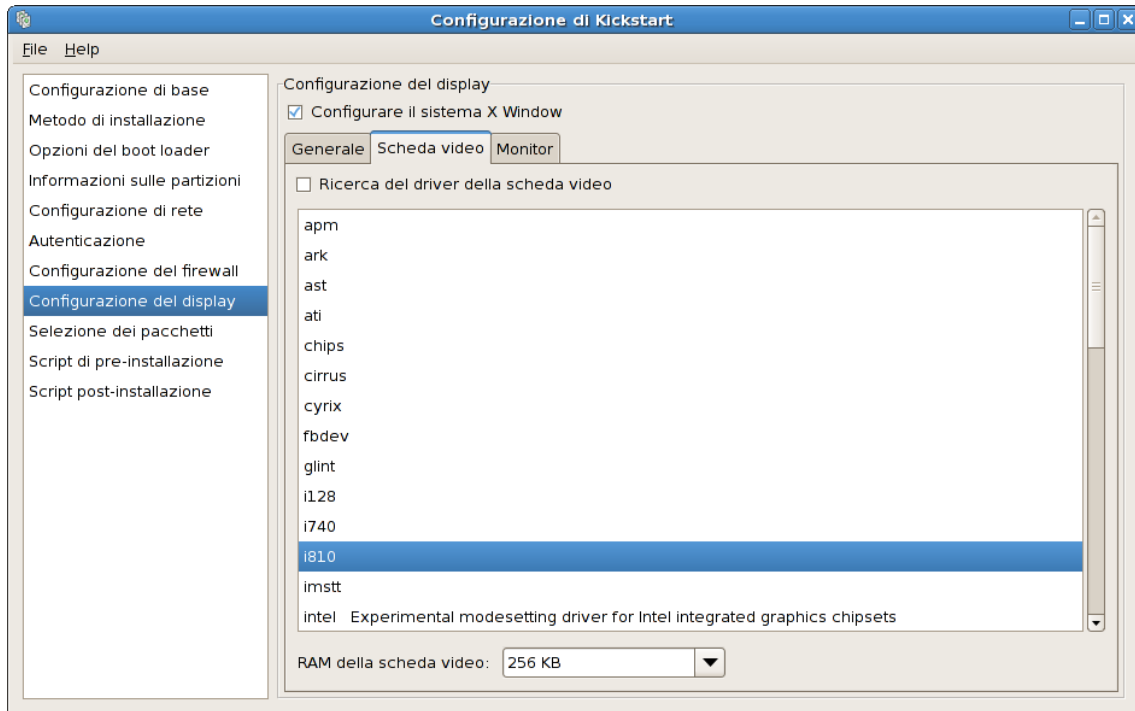 Configurazione di Kickstart
File Help
Configurazione di base
Metodo di installazione
Opzioni del boot loader
Informazioni sulle partizioni
Configurazione di rete
Autenticazione
Configurazione del firewall
Configurazione del display
Selezione dei pacchetti
Script di pre-installazione
Script post-installazione
Configurazione del display
Configurare il sistema X Window
Generale Scheda video Monitor
Ricerca del driver della scheda video
apm
ark
ast
ati
chips
cirrus
cyrix
fbdev
glint
i128
i740
i810
imstt
intel Experimental modesetting driver for Intel integrated graphics chipsets
RAM della scheda video: 256 KB